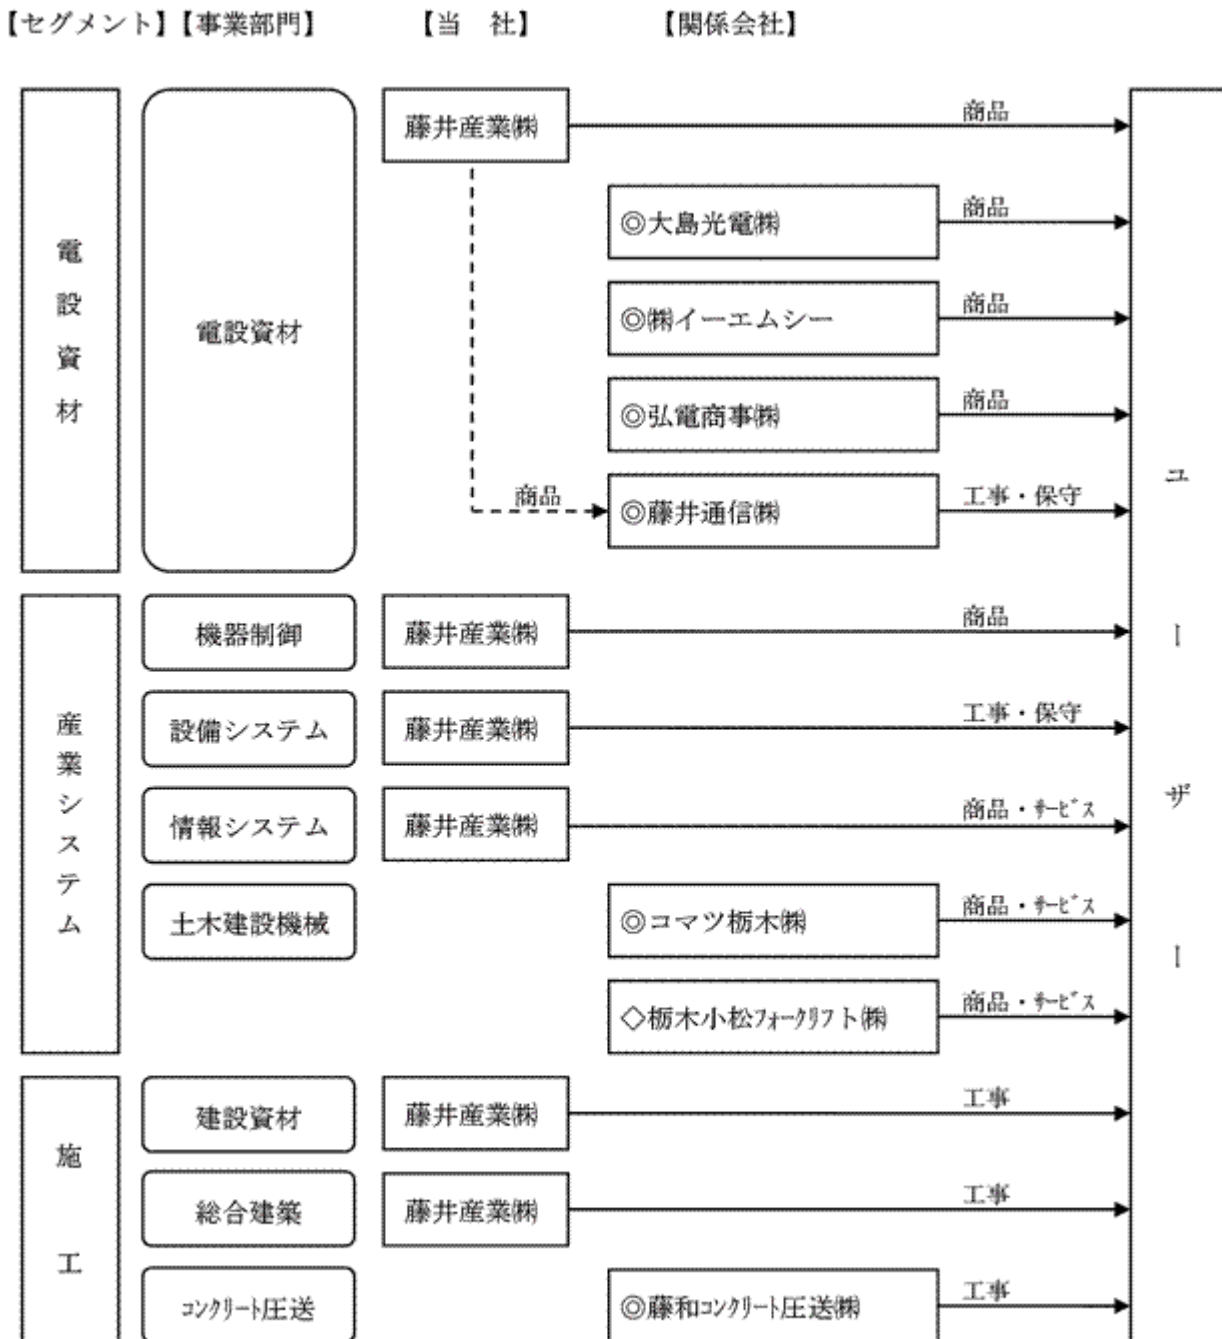 【セグメント】【事業部門】　【当　社】　【関係会社】
電設資材
電設資材
藤井産業㈱
商品
◎大島光電㈱
商品
◎㈱イーエムシー
商品
◎弘電商事㈱
商品
商品
◎藤井通信㈱
工事・保守
産業システム
機器制御
藤井産業㈱
商品
設備システム
藤井産業㈱
工事・保守
情報システム
藤井産業㈱
商品・ｻｰﾋﾞｽ
土木建設機械
◎コマツ栃木㈱
商品・ｻｰﾋﾞｽ
◇栃木小松ﾌｫｰｸﾘﾌﾄ㈱
商品・ｻｰﾋﾞｽ
施工
建設資材
藤井産業㈱
工事
総合建築
藤井産業㈱
工事
ｺﾝｸﾘｰﾄ圧送
◎藤和ｺﾝｸﾘｰﾄ圧送㈱
工事
ユーザー